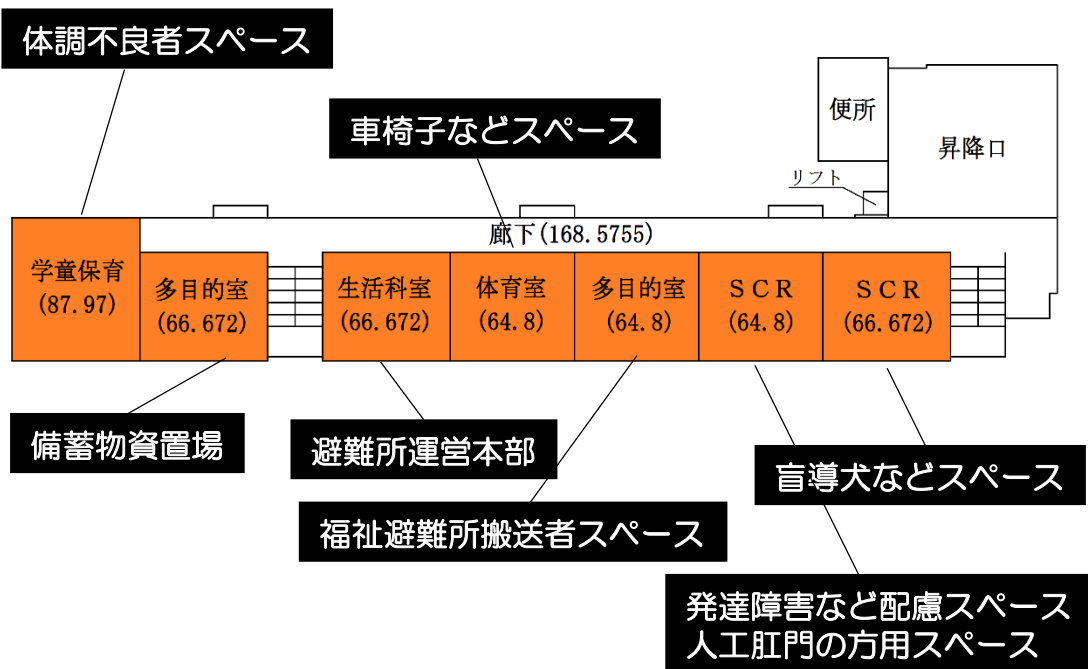 体調不良者スペース
車椅子などスペース
便所
昇降口
リフト
廊下(168.5755)
学童保育
(87.97)
多目的室
(66.672)
生活科室
(66.672)
体育室
(64.8)
多目的室
(64.8)
SCR
(64.8)
SCR
(66.672)
備蓄物資置場
避難所運営本部
盲導犬などスペース
福祉避難所搬送者スペース
発達障害など配慮スペース
人工肛門の方用スペース